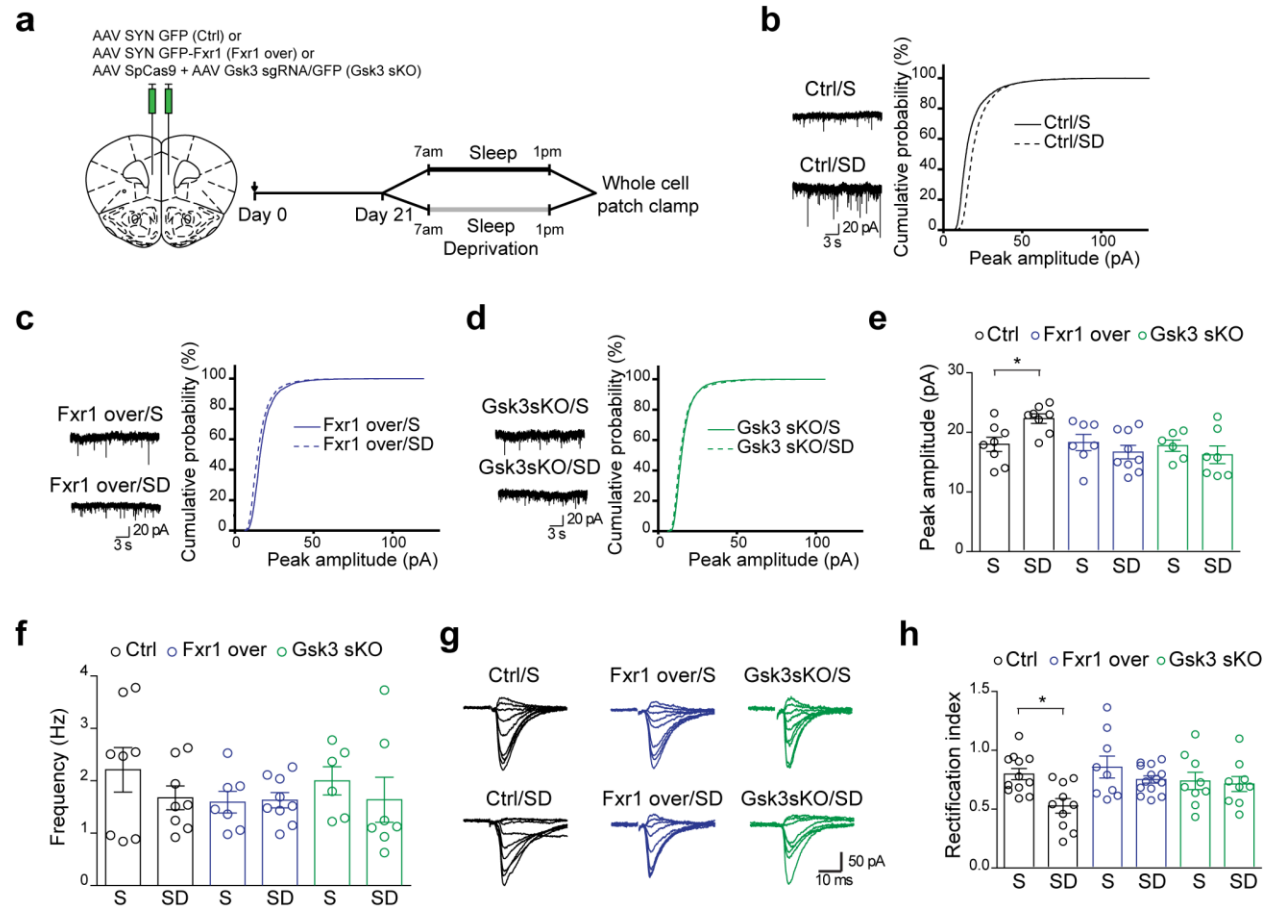 a
AAV SYN GFP (Ctrl) or
AAV SYN GFP-Fxr1 (Fxr1 over) or
AAV SpCas9 + AAV Gsk3 sgRNA/GFP (Gsk3 sKO)
Day 0
Day 21
7am
Sleep
1pm
7am
Sleep
Deprivation
1pm
Whole cell
patch clamp
b
Ctrl/S
Ctrl/SD
20 pA
3 s
Cumulative probability (%)
100
80
60
40
20
0
0
50
100
Peak amplitude (pA)
Ctrl/S
Ctrl/SD
c
Fxr1 over/S
Fxr1 over/SD
20 pA
3 s
Cumulative probability (%)
100
80
60
40
20
0
0
50
100
Peak amplitude (pA)
Fxr1 over/S
Fxr1 over/SD
d
Gsk3sKO/S
Gsk3sKO/SD
20 pA
3 s
Cumulative probability (%)
100
80
60
40
20
0
0
50
100
Peak amplitude (pA)
Gsk3 sKO/S
Gsk3 sKO/SD
e
Ctrl Fxr1 over Gsk3 sKO
*
Peak amplitude (pA)
30
20
10
0
S SD S SD S SD
f
Ctrl Fxr1 over Gsk3 sKO
Frequency (Hz)
4
3
2
1
0
S SD S SD S SD
g
Ctrl/S Fxr1 over/S Gsk3sKO/S
Ctrl/SD Fxr1 over/SD Gsk3sKO/SD
50 pA
10 ms
h
Ctrl Fxr1 over Gsk3 sKO
*
Rectification index
1.5
1.0
0.5
0.0
S SD S SD S SD